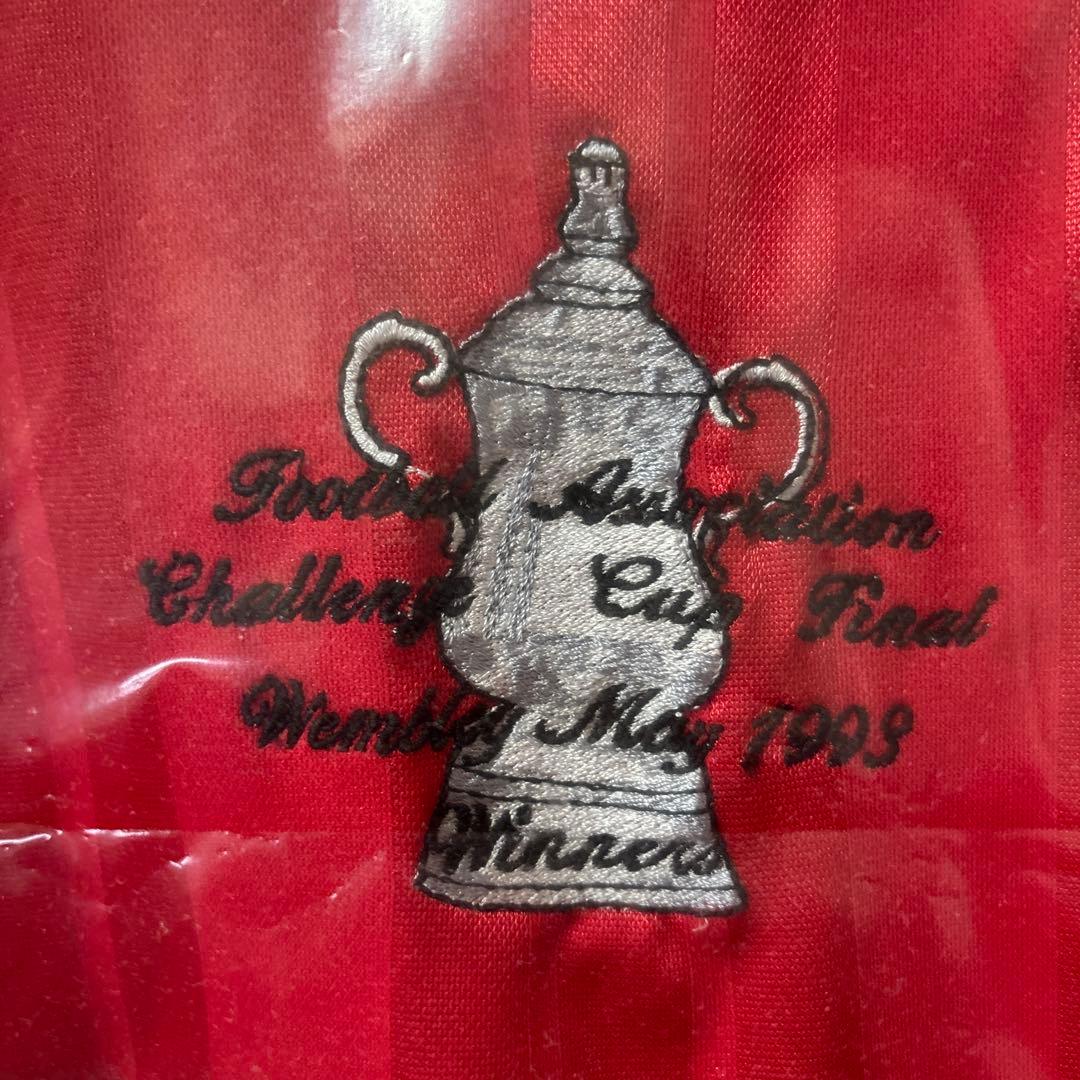 Football Association
Challenge Cup Final
Wembley May 1993
Winners